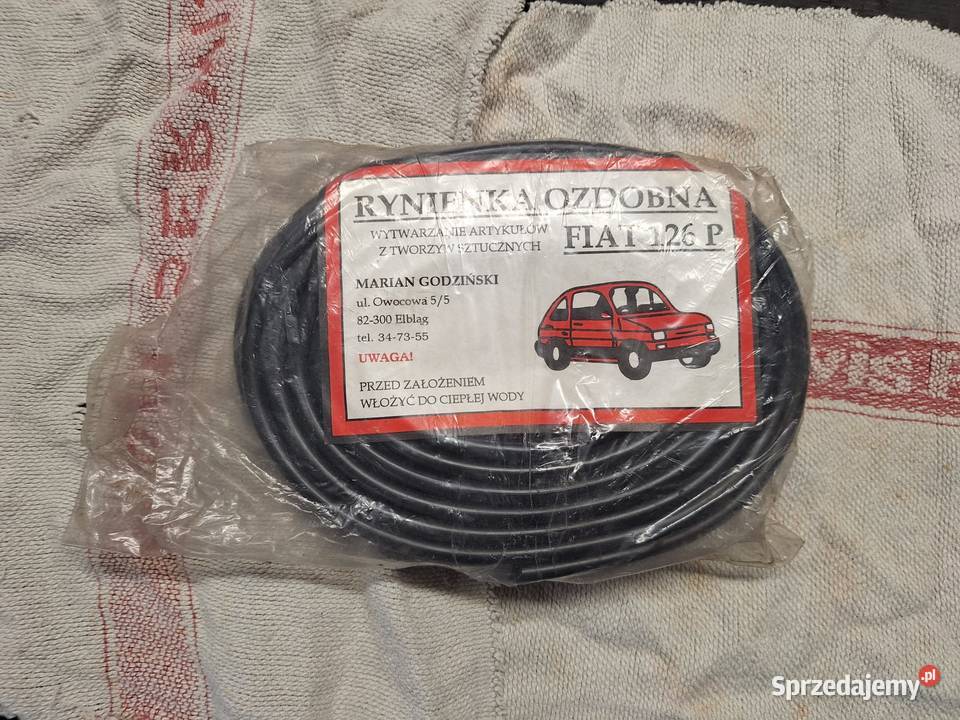 RYNIENKA OZDOBNA
WYTWARZANIE ARTYKUŁÓW
Z TWORZYW SZTUCZNYCH
FIAT 126 P
MARIAN GODZIŃSKI
ul. Owocowa 5/5
82-300 Elbląg
tel. 34-73-55
UWAGA!
PRZED ZAŁOŻENIEM
WŁOŻYĆ DO CIEPŁEJ WODY
Sprzedajemy.pl